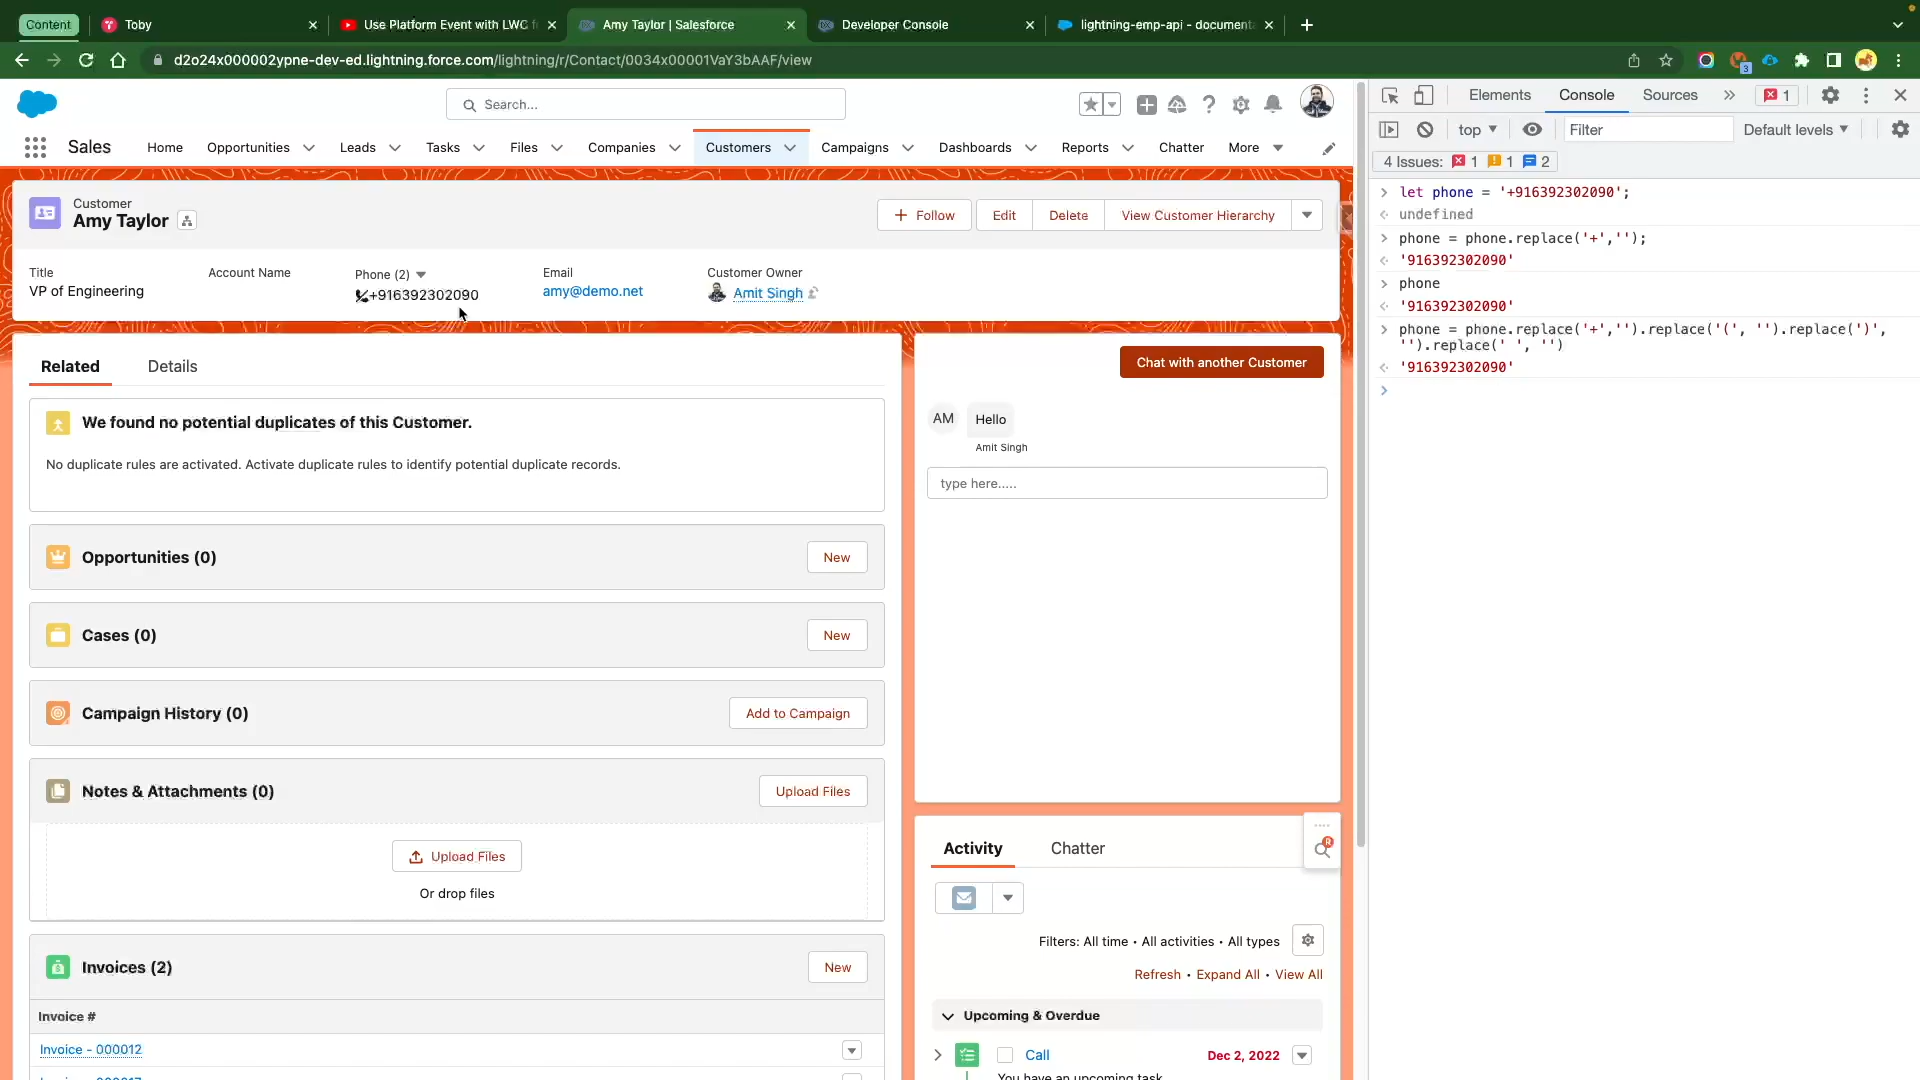 Content
Toby
Use Platform Event with LWC f
Amy Taylor | Salesforce
Developer Console
lightning-emp-api - documenta
d2o24x000002ypne-dev-ed.lightning.force.com/lightning/r/Contact/0034x00001VaY3bAAF/view
3
Search...
Sales
Home
Opportunities
Leads
Tasks
Files
Companies
Customers
Campaigns
Dashboards
Reports
Chatter
More
Customer
Amy Taylor
Follow
Edit
Delete
View Customer Hierarchy
Title
VP of Engineering
Account Name
Phone (2)
+916392302090
Email
amy@demo.net
Customer Owner
Amit Singh
Related
Details
We found no potential duplicates of this Customer.
No duplicate rules are activated. Activate duplicate rules to identify potential duplicate records.
Opportunities (0)
New
Cases (0)
New
Campaign History (0)
Add to Campaign
Notes & Attachments (0)
Upload Files
Upload Files
Or drop files
Invoices (2)
New
Invoice #
Invoice - 000012
Chat with another Customer
AM
Hello
Amit Singh
type here.....
Activity
Chatter
R
Filters: All time • All activities • All types
Refresh • Expand All • View All
Upcoming & Overdue
Call
Dec 2, 2022
You have an upcoming task
Elements
Console
Sources
1
top
Filter
Default levels
4 Issues: 1 1 2
let phone = '+916392302090';
undefined
phone = phone.replace('+','');
'916392302090'
phone
'916392302090'
phone = phone.replace('+','').replace('(', '').replace(')',
'').replace(' ', '')
'916392302090'